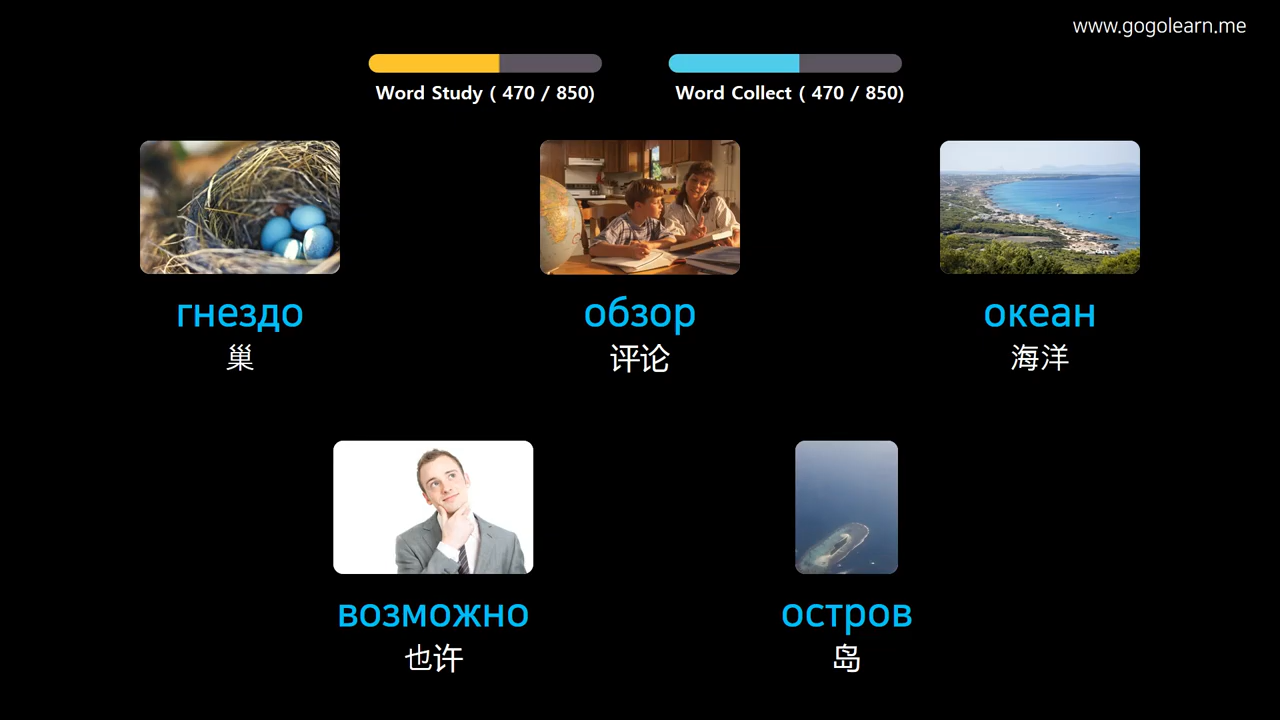 www.gogolearn.me
Word Study ( 470 / 850)
Word Collect ( 470 / 850)
гнездо
巢
обзор
评论
океан
海洋
возможно
也许
остров
岛